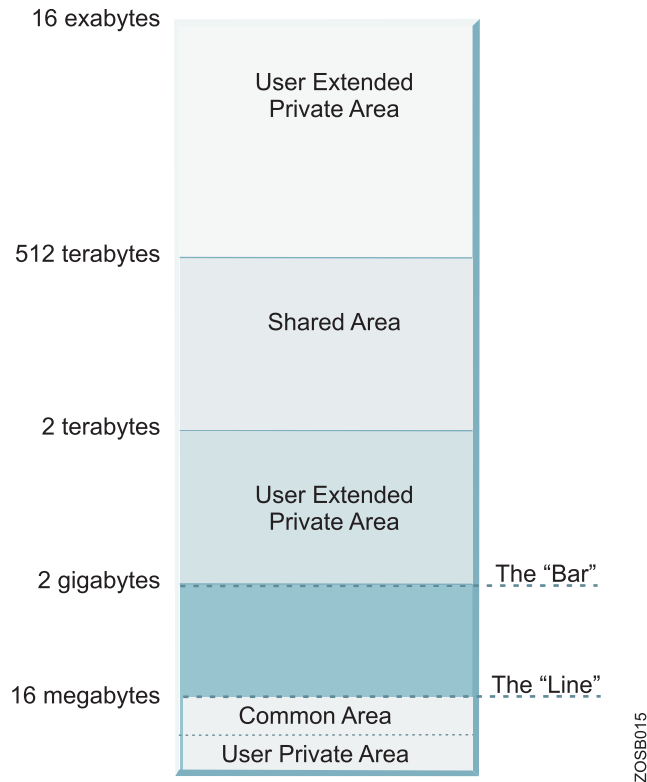 16 exabytes
User Extended
Private Area
512 terabytes
Shared Area
2 terabytes
User Extended
Private Area
2 gigabytes
The “Bar”
16 megabytes
The “Line”
Common Area
User Private Area
ZOSB015